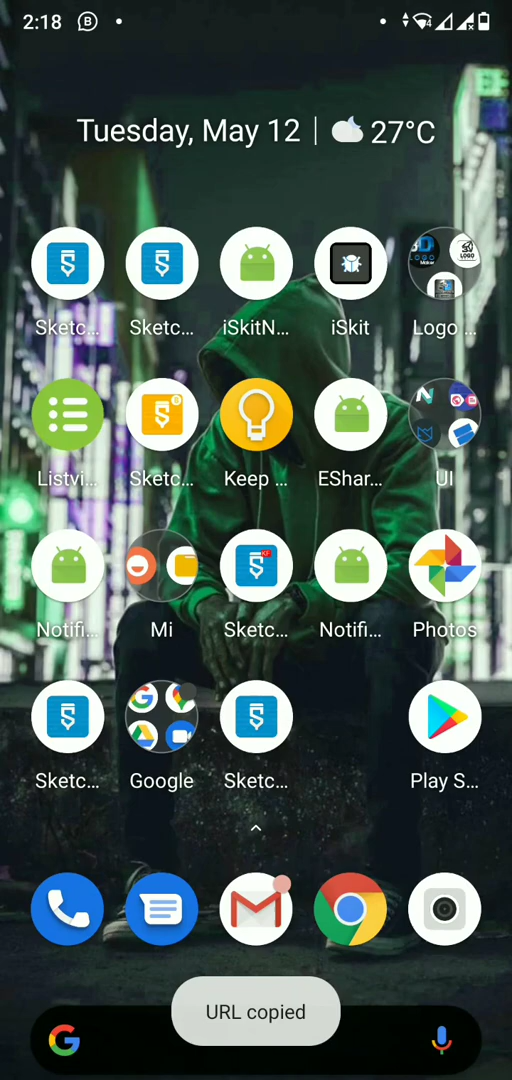 2:18
Tuesday, May 12 | 27°C
Sketc... Sketc... iSkitN... iSkit Logo ...
Listvi... Sketc... Keep ... EShar... UI
Notifi... Mi Sketc... Notifi... Photos
Sketc... Google Sketc... Play S...
URL copied